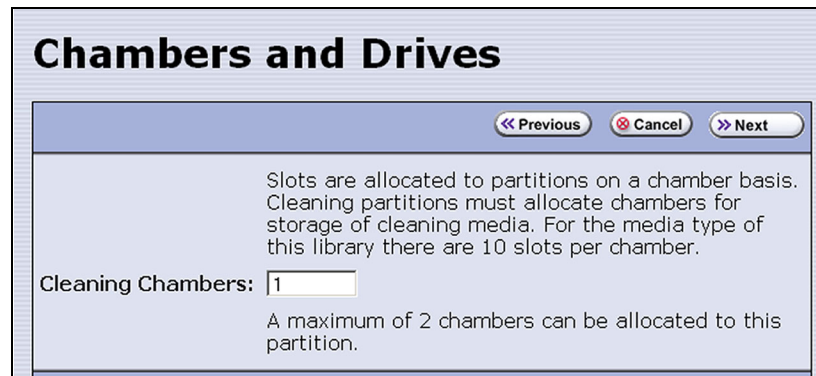 Chambers and Drives
Previous
Cancel
Next
Slots are allocated to partitions on a chamber basis.
Cleaning partitions must allocate chambers for
storage of cleaning media. For the media type of
this library there are 10 slots per chamber.
Cleaning Chambers: 1
A maximum of 2 chambers can be allocated to this
partition.